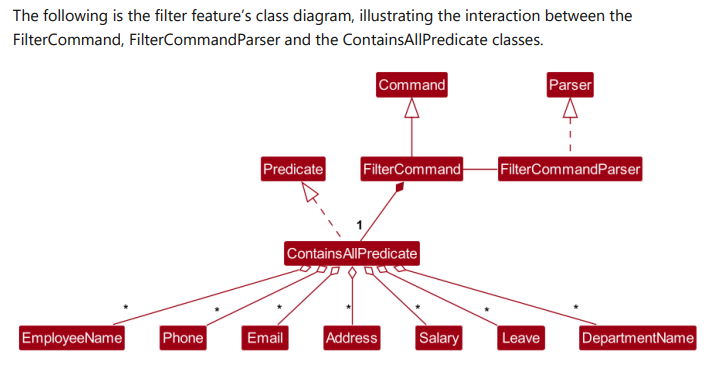 The following is the filter feature’s class diagram, illustrating the interaction between the
FilterCommand, FilterCommandParser and the ContainsAllPredicate classes.
Command
Parser
Predicate
FilterCommand
FilterCommandParser
1
ContainsAllPredicate
* * * * * * *
EmployeeName
Phone
Email
Address
Salary
Leave
DepartmentName